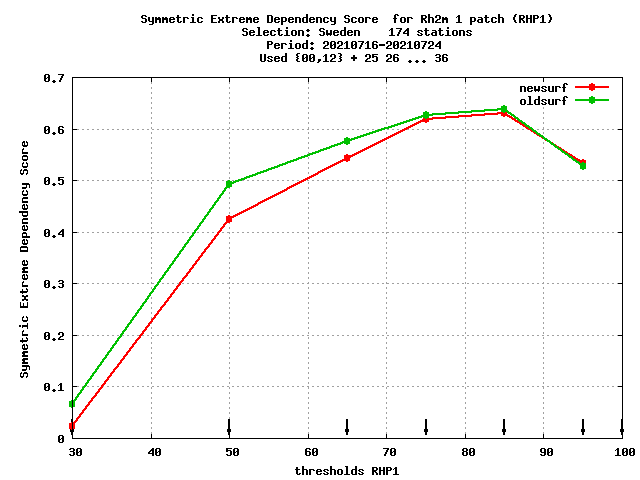 Symmetric Extreme Dependency Score  for Rh2m 1 patch (RHP1)
Selection: Sweden    174 stations
Period: 20210716-20210724
Used {00,12} + 25 26 ... 36
newsurf
oldsurf
Symmetric Extreme Dependency Score
0.7
0.6
0.5
0.4
0.3
0.2
0.1
0
30 40 50 60 70 80 90 100
thresholds RHP1